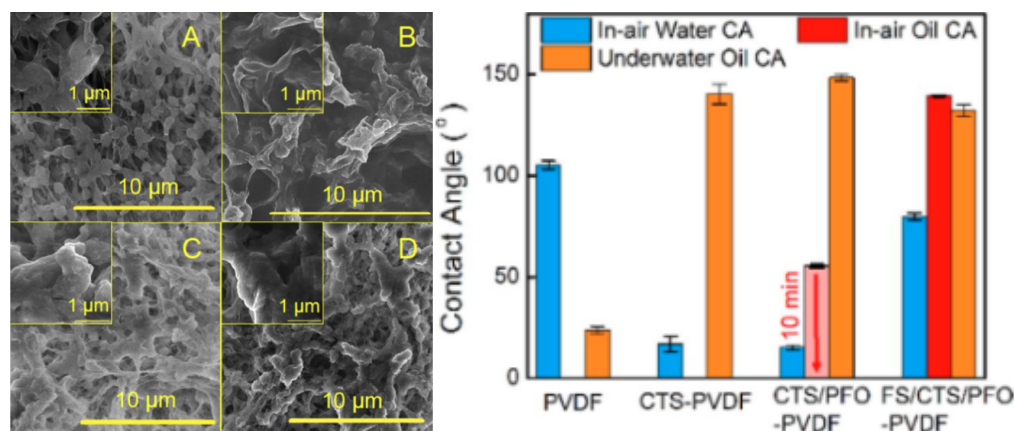 A
1 μm
10 μm
B
1 μm
10 μm
C
1 μm
10 μm
D
1 μm
10 μm
In-air Water CA
In-air Oil CA
Underwater Oil CA
Contact Angle (°)
150
100
50
0
10 min
PVDF
CTS-PVDF
CTS/PFO
-PVDF
FS/CTS/PFO
-PVDF